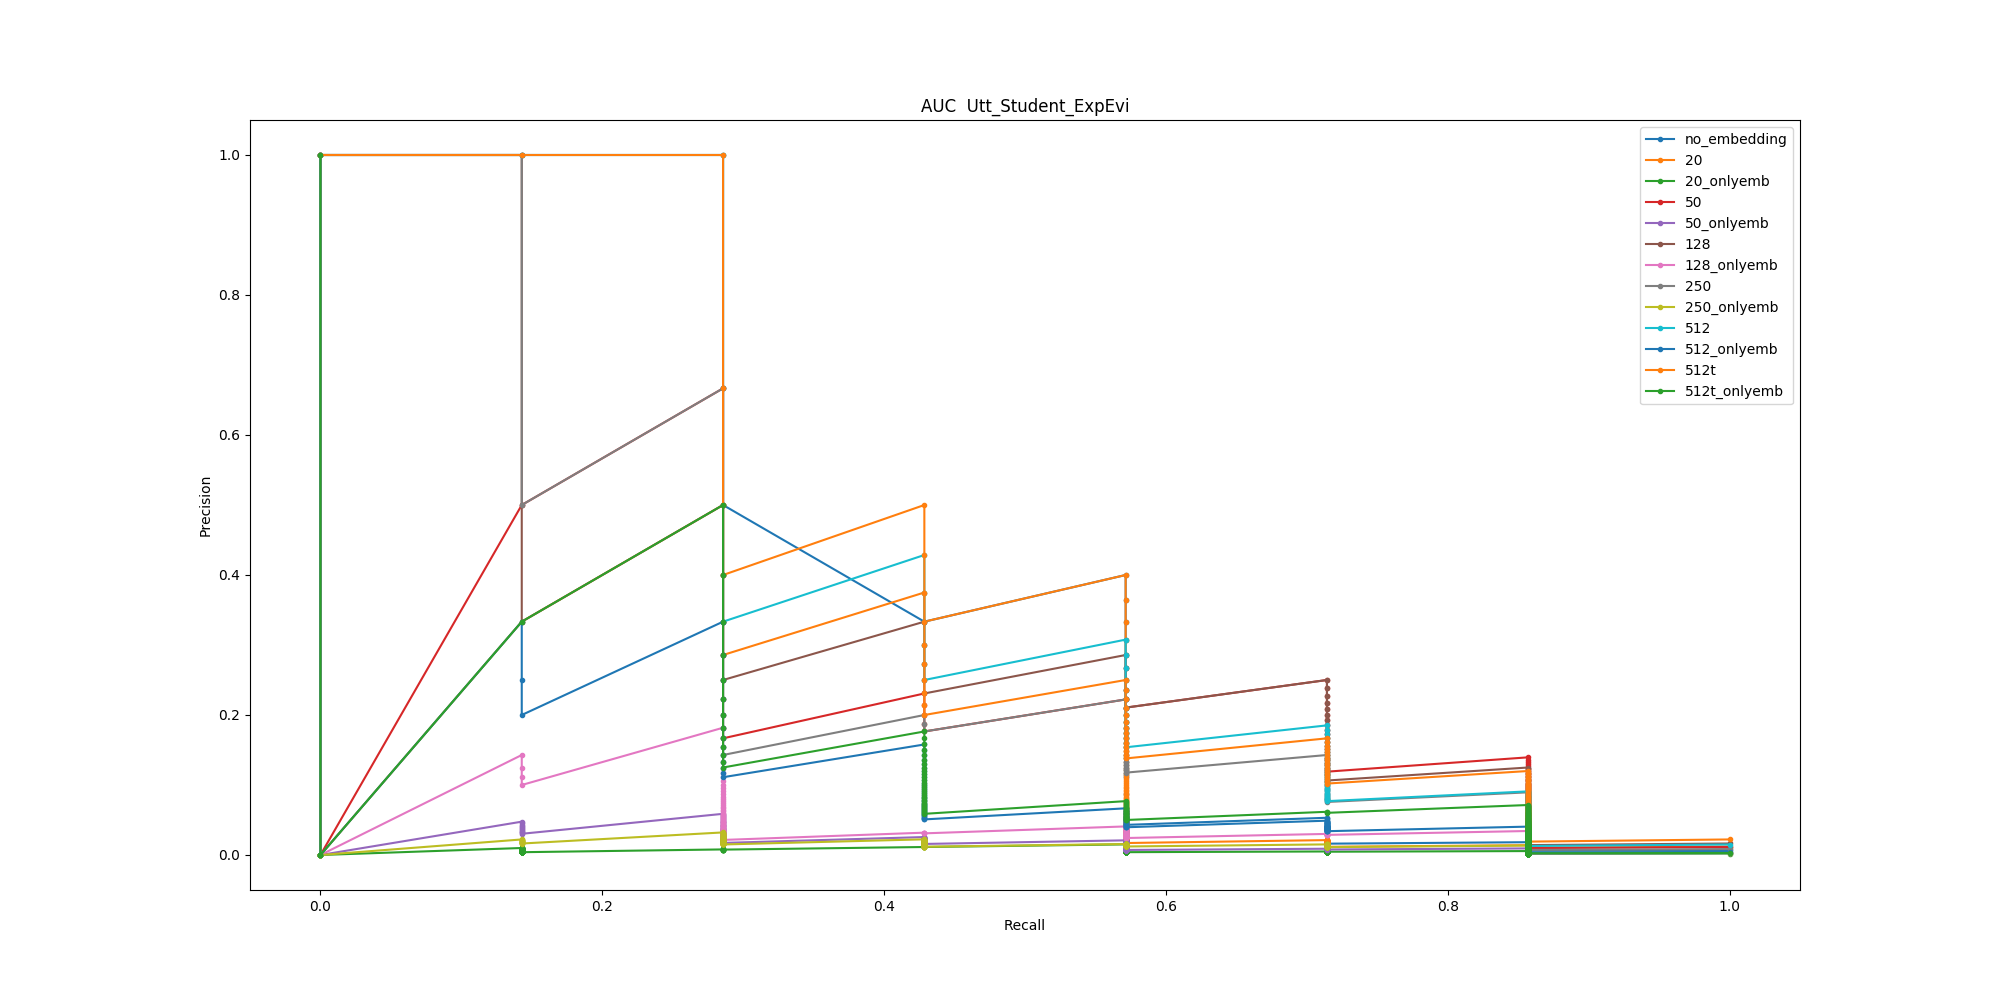 AUC  Utt_Student_ExpEvi
1.0
0.8
0.6
0.4
0.2
0.0
Precision
0.0 0.2 0.4 0.6 0.8 1.0
Recall
no_embedding
20
20_onlyemb
50
50_onlyemb
128
128_onlyemb
250
250_onlyemb
512
512_onlyemb
512t
512t_onlyemb